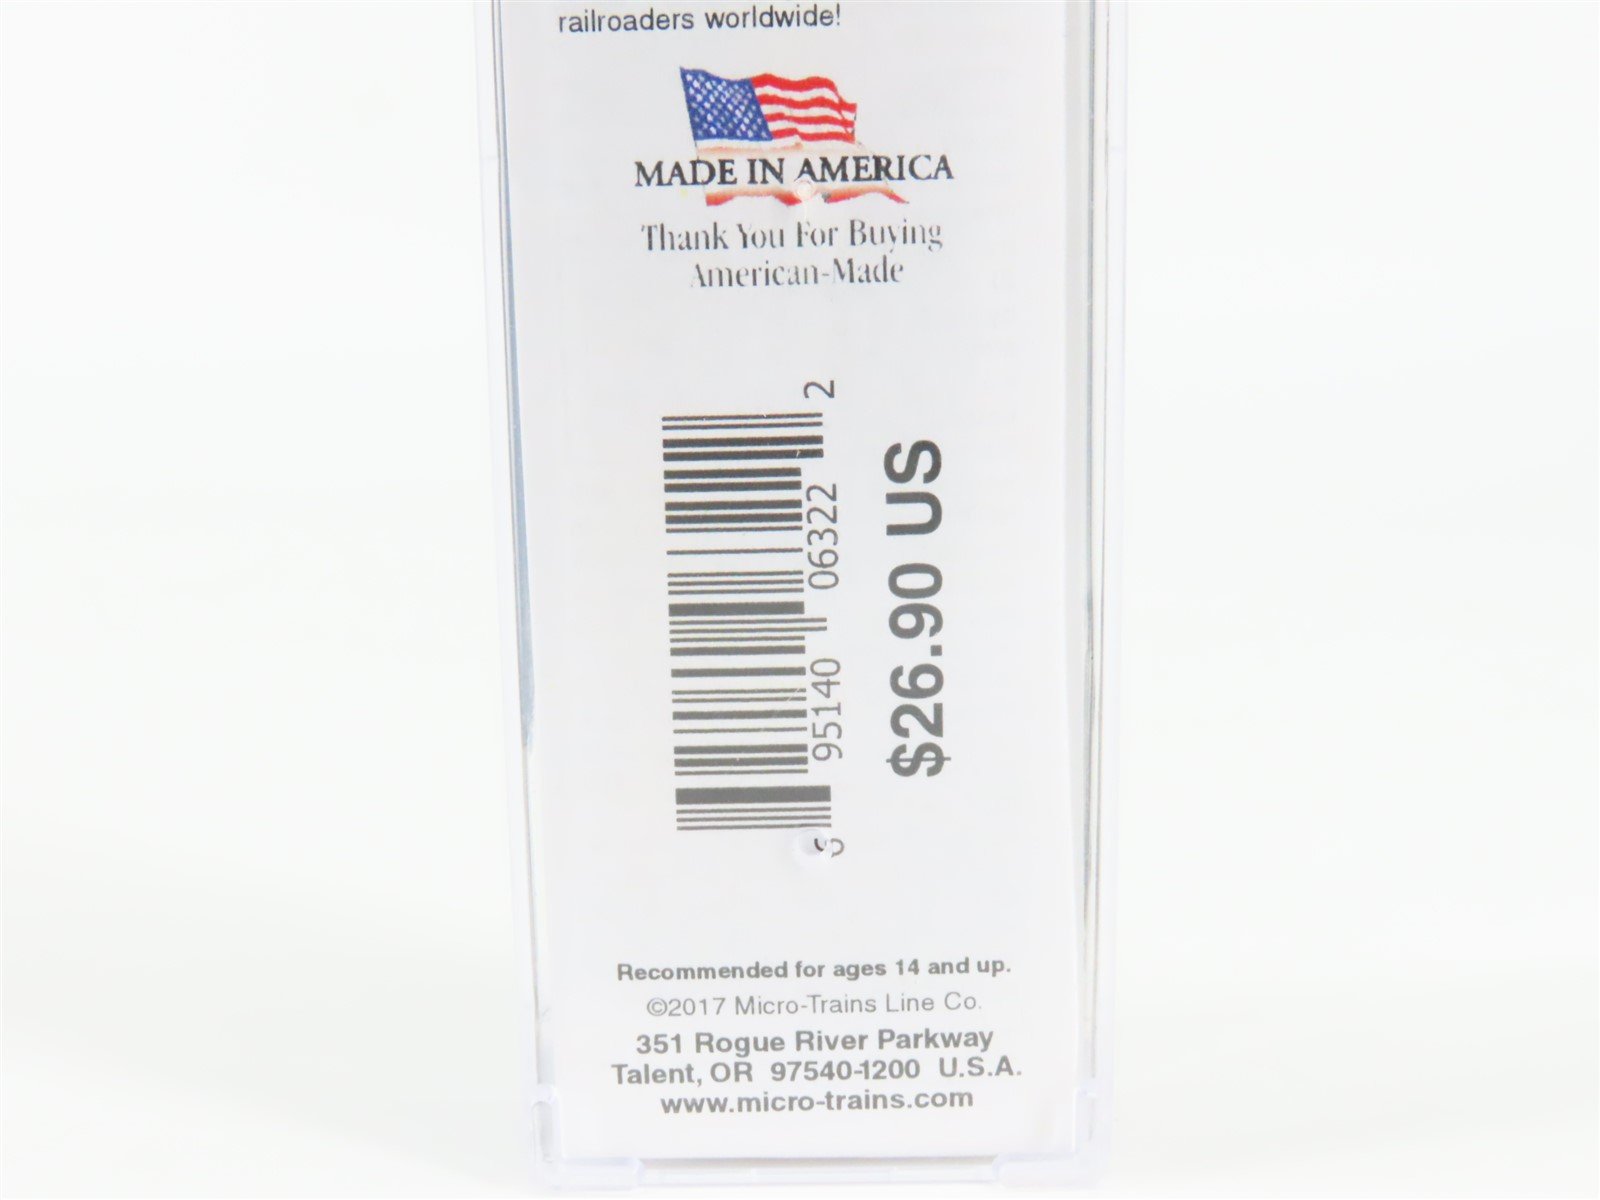 railroaders worldwide!
MADE IN AMERICA
Thank You For Buying
American-Made
95140 06322 2
$26.90 US
Recommended for ages 14 and up.
©2017 Micro-Trains Line Co.
351 Rogue River Parkway
Talent, OR 97540-1200 U.S.A.
www.micro-trains.com